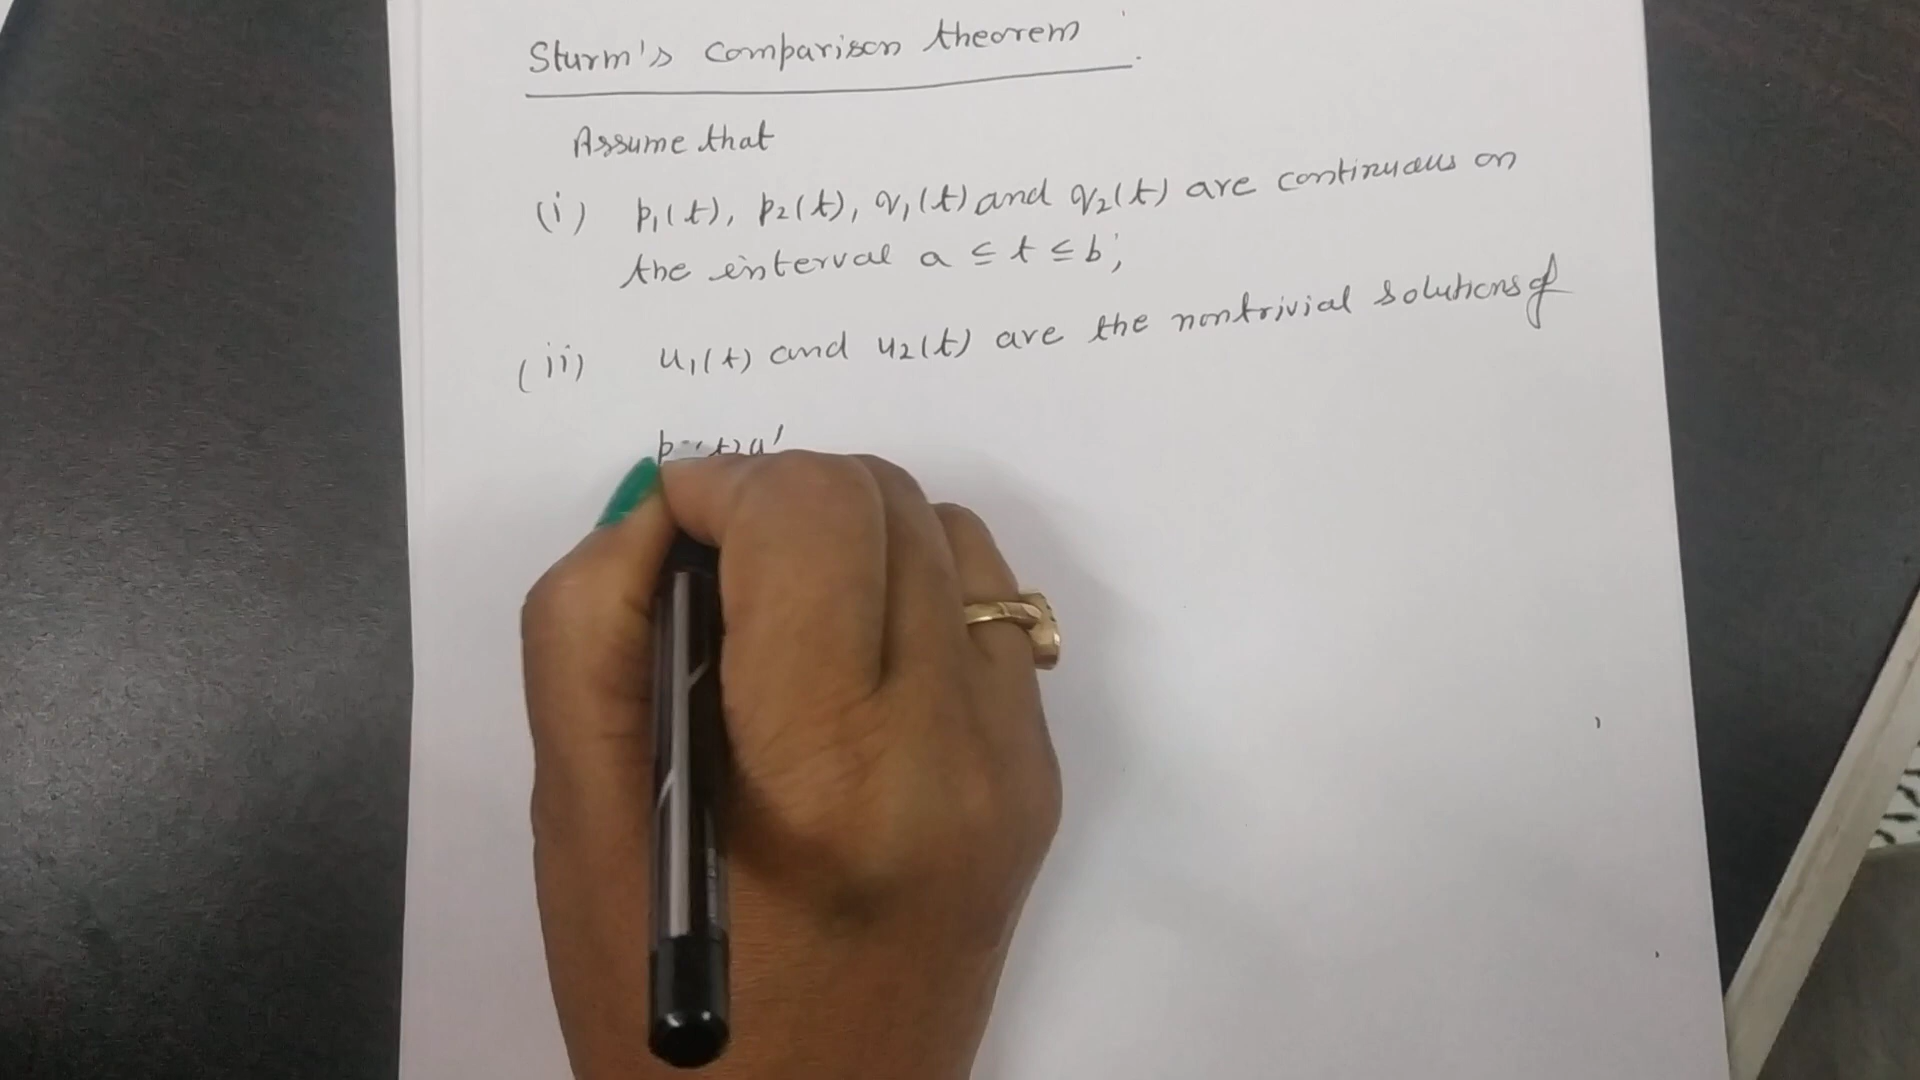 Sturm's Comparison theorem
Assume that
(i) p₁(t), p₂(t), q₁(t) and q₂(t) are continuous on
the interval a ≤ t ≤ b;
(ii) u₁(t) and u₂(t) are the nontrivial solutions of